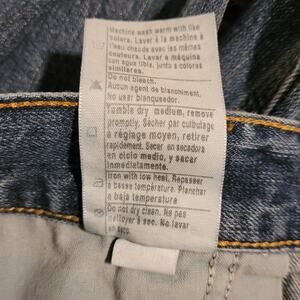 Machine wash warm with like
colors. Laver à la machine à
l'eau chaude avec les mêmes
couleurs. Lavar a máquina
con agua tibia, junto a colores
similares.
Do not bleach.
Aucun agent de blanchiment.
No usar blanqueador.
Tumble dry medium, remove
promptly. Sécher par culbutage
à réglage moyen, retirer
rapidement. Secar en secadora
en ciclo medio, y sacar
inmediatamente.
Iron with low heat. Repasser
à basse température. Planchar
a baja temperatura
Do not dry clean. Ne pas
nettoyer à sec. No lavar
en seco.